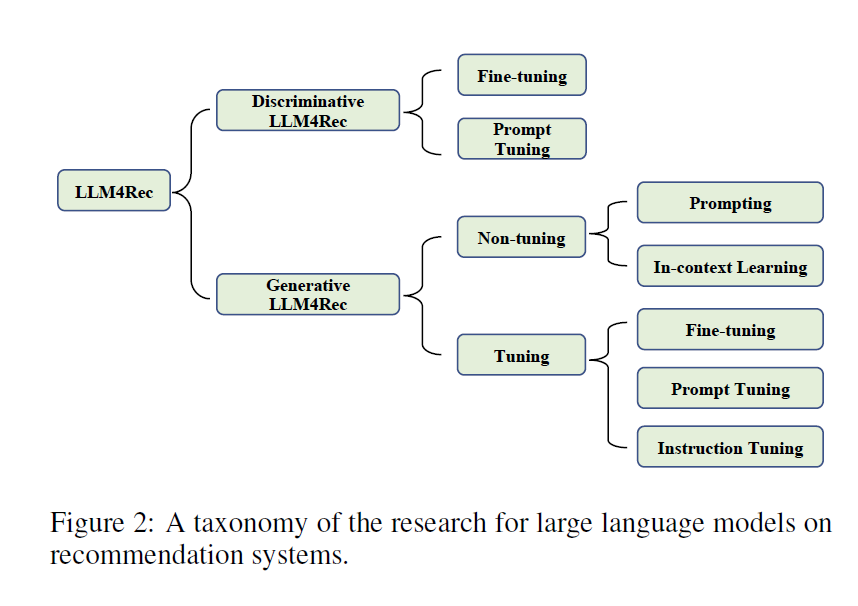 Fine-tuning
Discriminative
LLM4Rec
Prompt
Tuning
LLM4Rec
Prompting
Non-tuning
In-context Learning
Generative
LLM4Rec
Fine-tuning
Tuning
Prompt Tuning
Instruction Tuning
Figure 2: A taxonomy of the research for large language models on
recommendation systems.